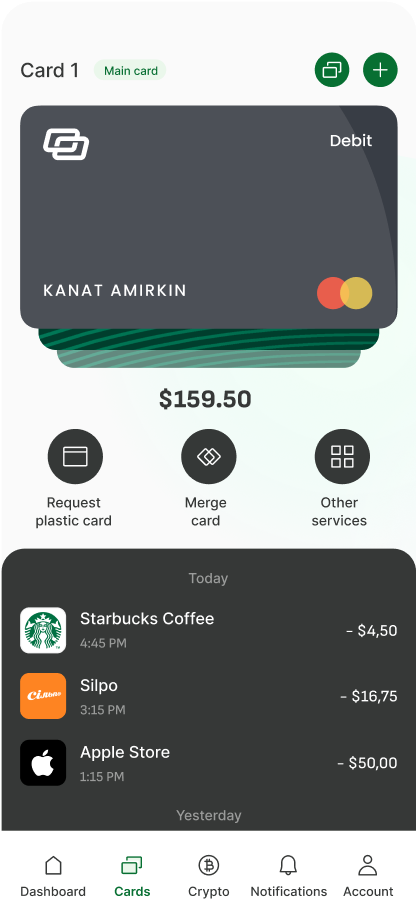 Card 1
Main card
Debit
KANAT AMIRKIN
$159.50
Request
plastic card
Merge
card
Other
services
Today
Starbucks Coffee
- $4,50
4:45 PM
Сільпо
Silpo
- $16,75
3:15 PM
Apple Store
- $50,00
1:15 PM
Yesterday
Dashboard
Cards
Crypto
Notifications
Account